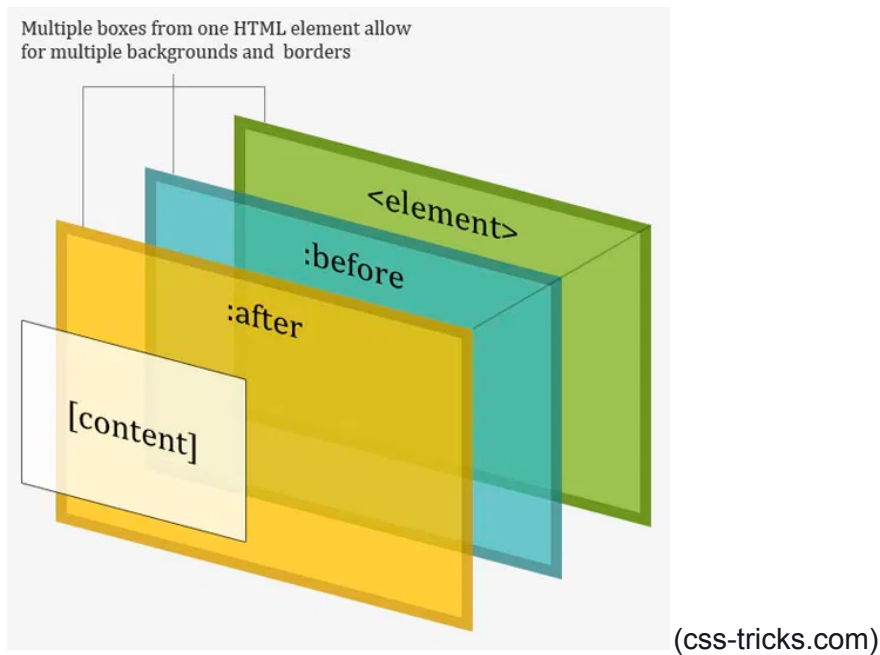 Multiple boxes from one HTML element allow
for multiple backgrounds and borders
<element>
:before
:after
[content]
(css-tricks.com)